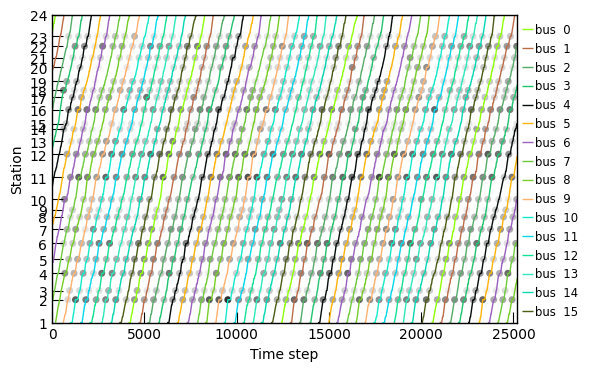 24
23
22
21
20
19
18
17
16
15
14
13
12
11
10
9
8
7
6
5
4
3
2
1
Station
0
5000
10000
15000
20000
25000
Time step
bus 0
bus 1
bus 2
bus 3
bus 4
bus 5
bus 6
bus 7
bus 8
bus 9
bus 10
bus 11
bus 12
bus 13
bus 14
bus 15